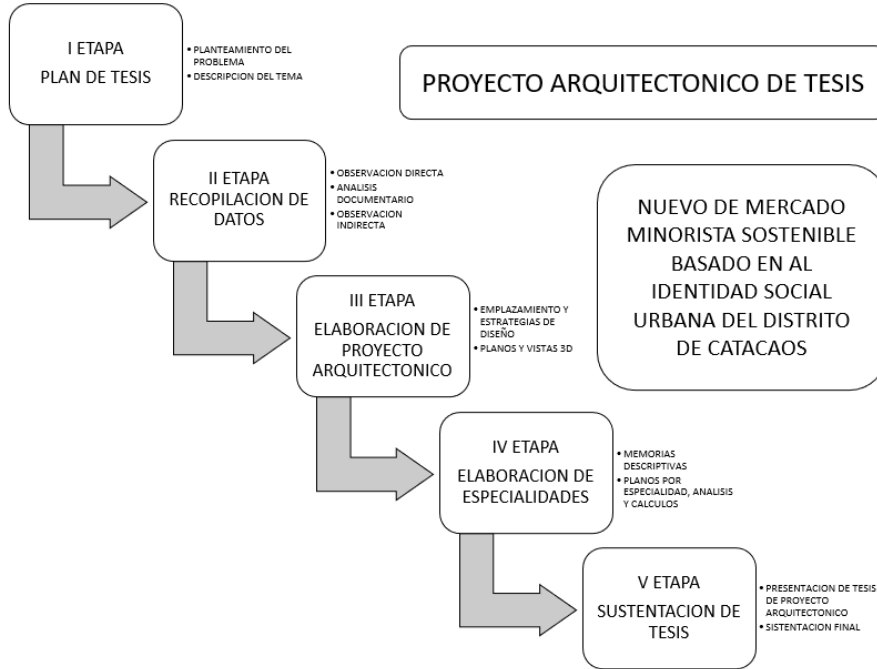 I ETAPA
PLAN DE TESIS
• PLANTEAMIENTO DEL
PROBLEMA
• DESCRIPCION DEL TEMA
PROYECTO ARQUITECTONICO DE TESIS
II ETAPA
RECOPILACION DE
DATOS
• OBSERVACION DIRECTA
• ANALISIS
DOCUMENTARIO
• OBSERVACION
INDIRECTA
NUEVO DE MERCADO
MINORISTA SOSTENIBLE
BASADO EN AL
IDENTIDAD SOCIAL
URBANA DEL DISTRITO
DE CATACAOS
III ETAPA
ELABORACION DE
PROYECTO
ARQUITECTONICO
• EMPLAZAMIENTO Y
ESTRATEGIAS DE
DISEÑO
• PLANOS Y VISTAS 3D
IV ETAPA
ELABORACION DE
ESPECIALIDADES
• MEMORIAS
DESCRIPTIVAS
• PLANOS POR
ESPECIALIDAD, ANALISIS
Y CALCULOS
V ETAPA
SUSTENTACION DE
TESIS
• PRESENTACION DE TESIS
DE PROYECTO
ARQUITECTONICO
• SISTENTACION FINAL